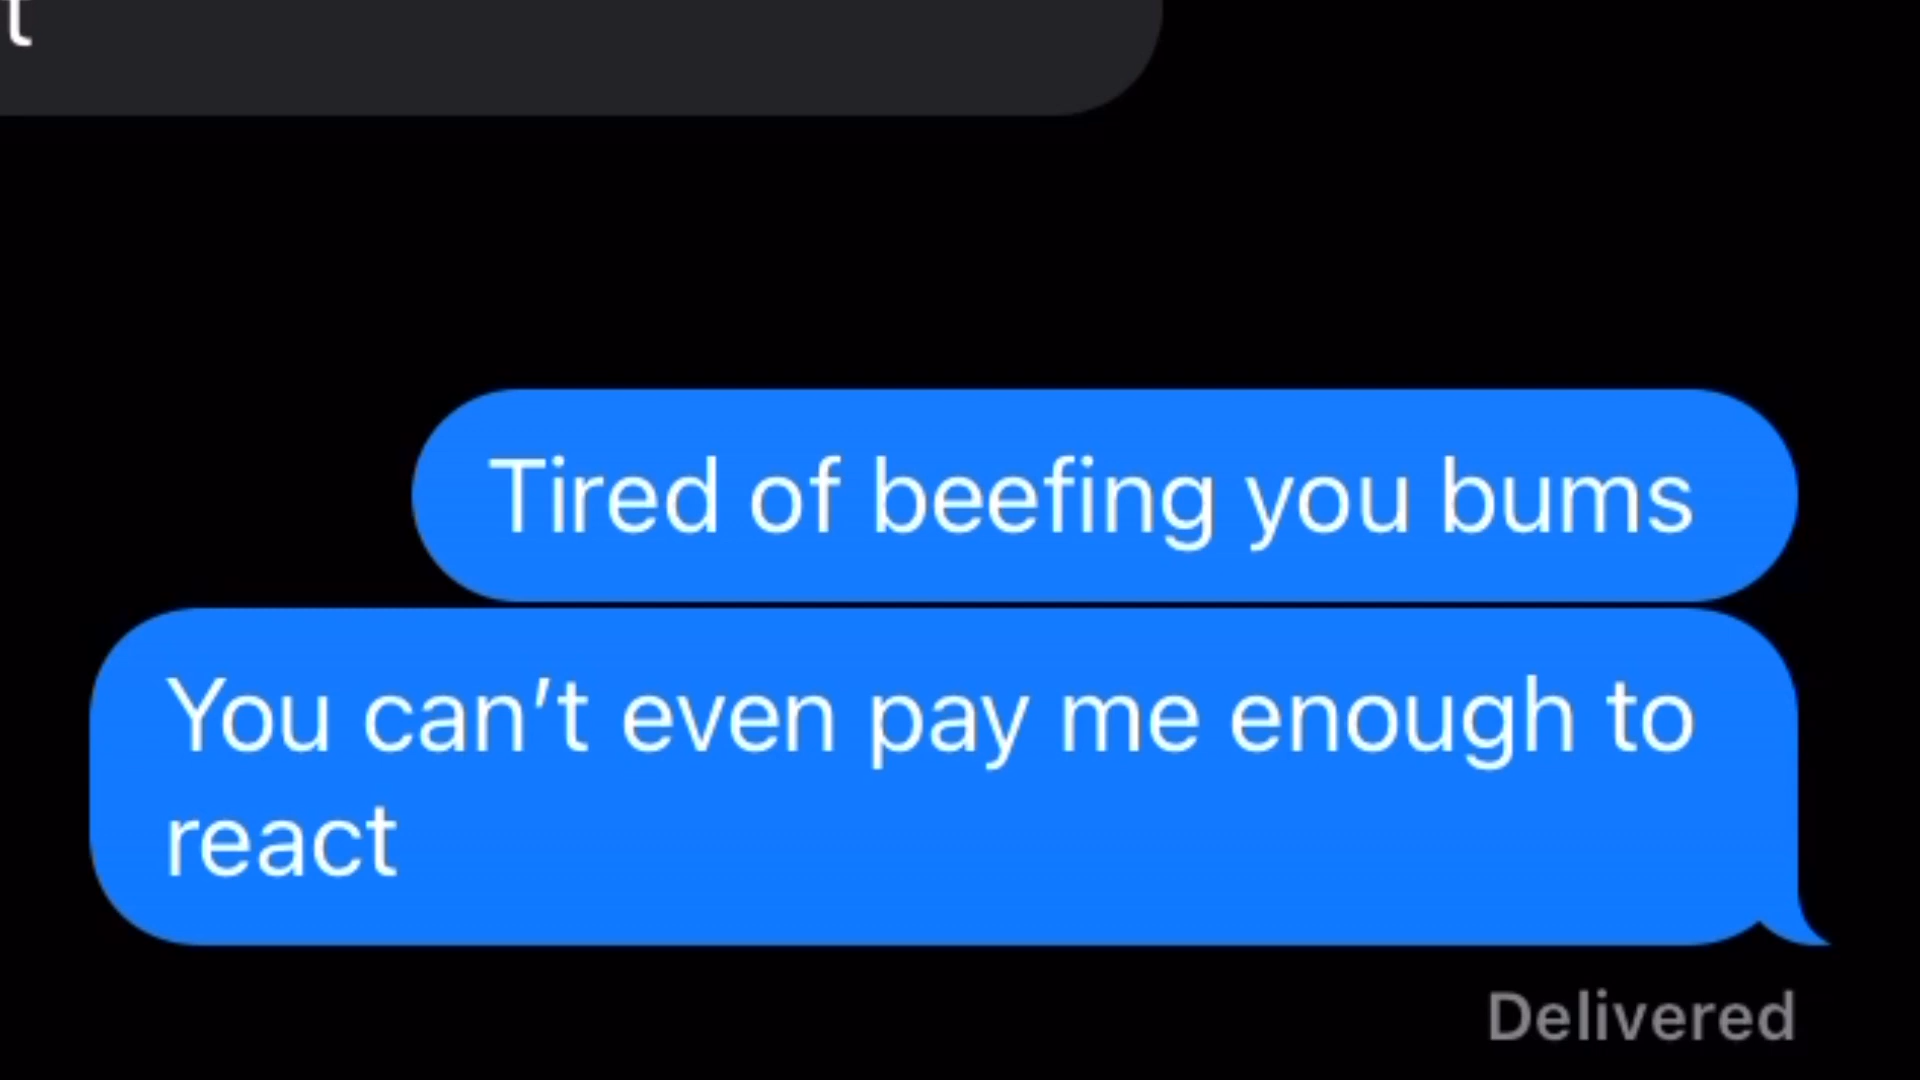 t
Tired of beefing you bums
You can't even pay me enough to
react
Delivered